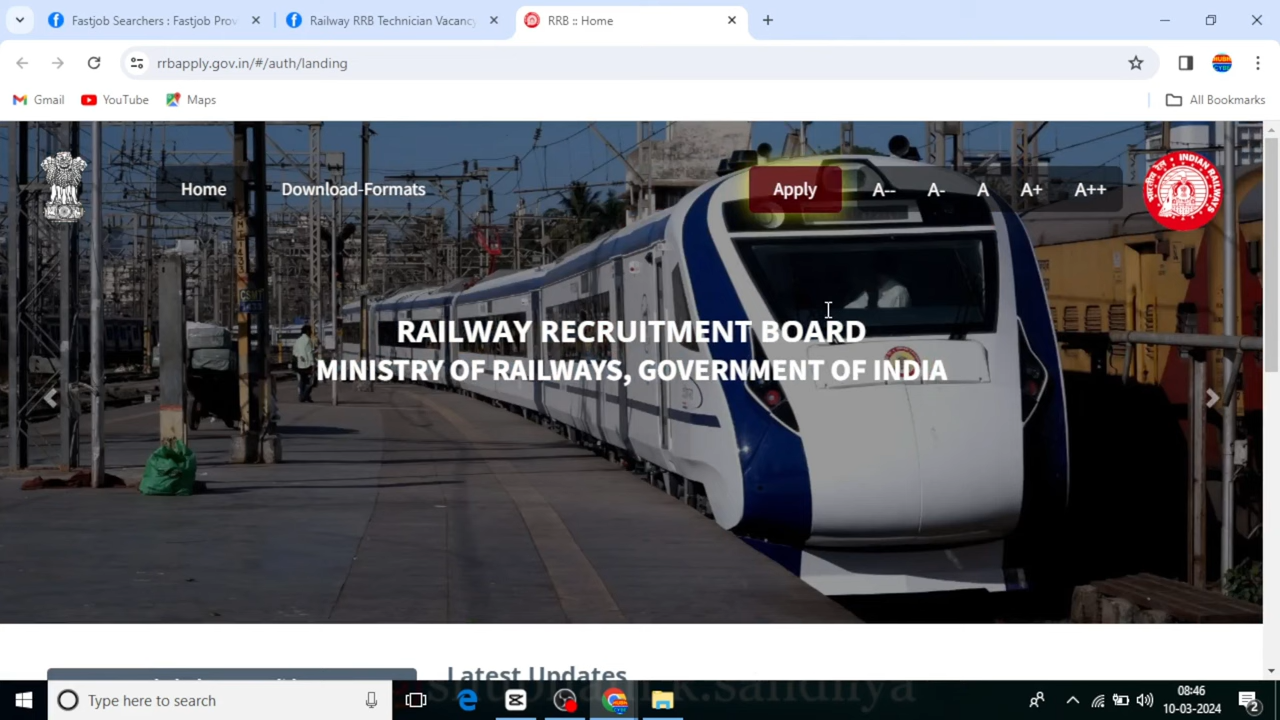 Fastjob Searchers : Fastjob Prov
Railway RRB Technician Vacancy
RRB :: Home
rrbapply.gov.in/#/auth/landing
Gmail
YouTube
Maps
All Bookmarks
Home
Download-Formats
Apply
A--
A-
A
A+
A++
RAILWAY RECRUITMENT BOARD
MINISTRY OF RAILWAYS, GOVERNMENT OF INDIA
Latest Updates
Type here to search
08:46
10-03-2024
2